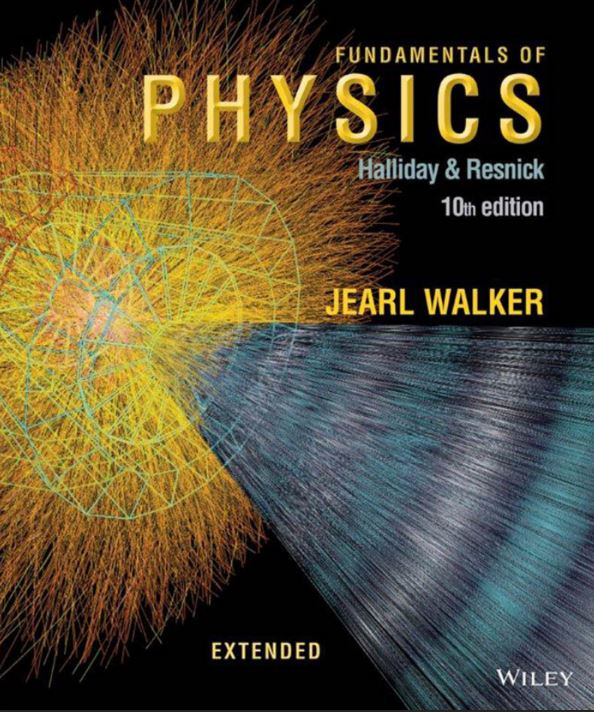 FUNDAMENTALS OF
PHYSICS
Halliday & Resnick
10th edition
JEARL WALKER
EXTENDED
WILEY